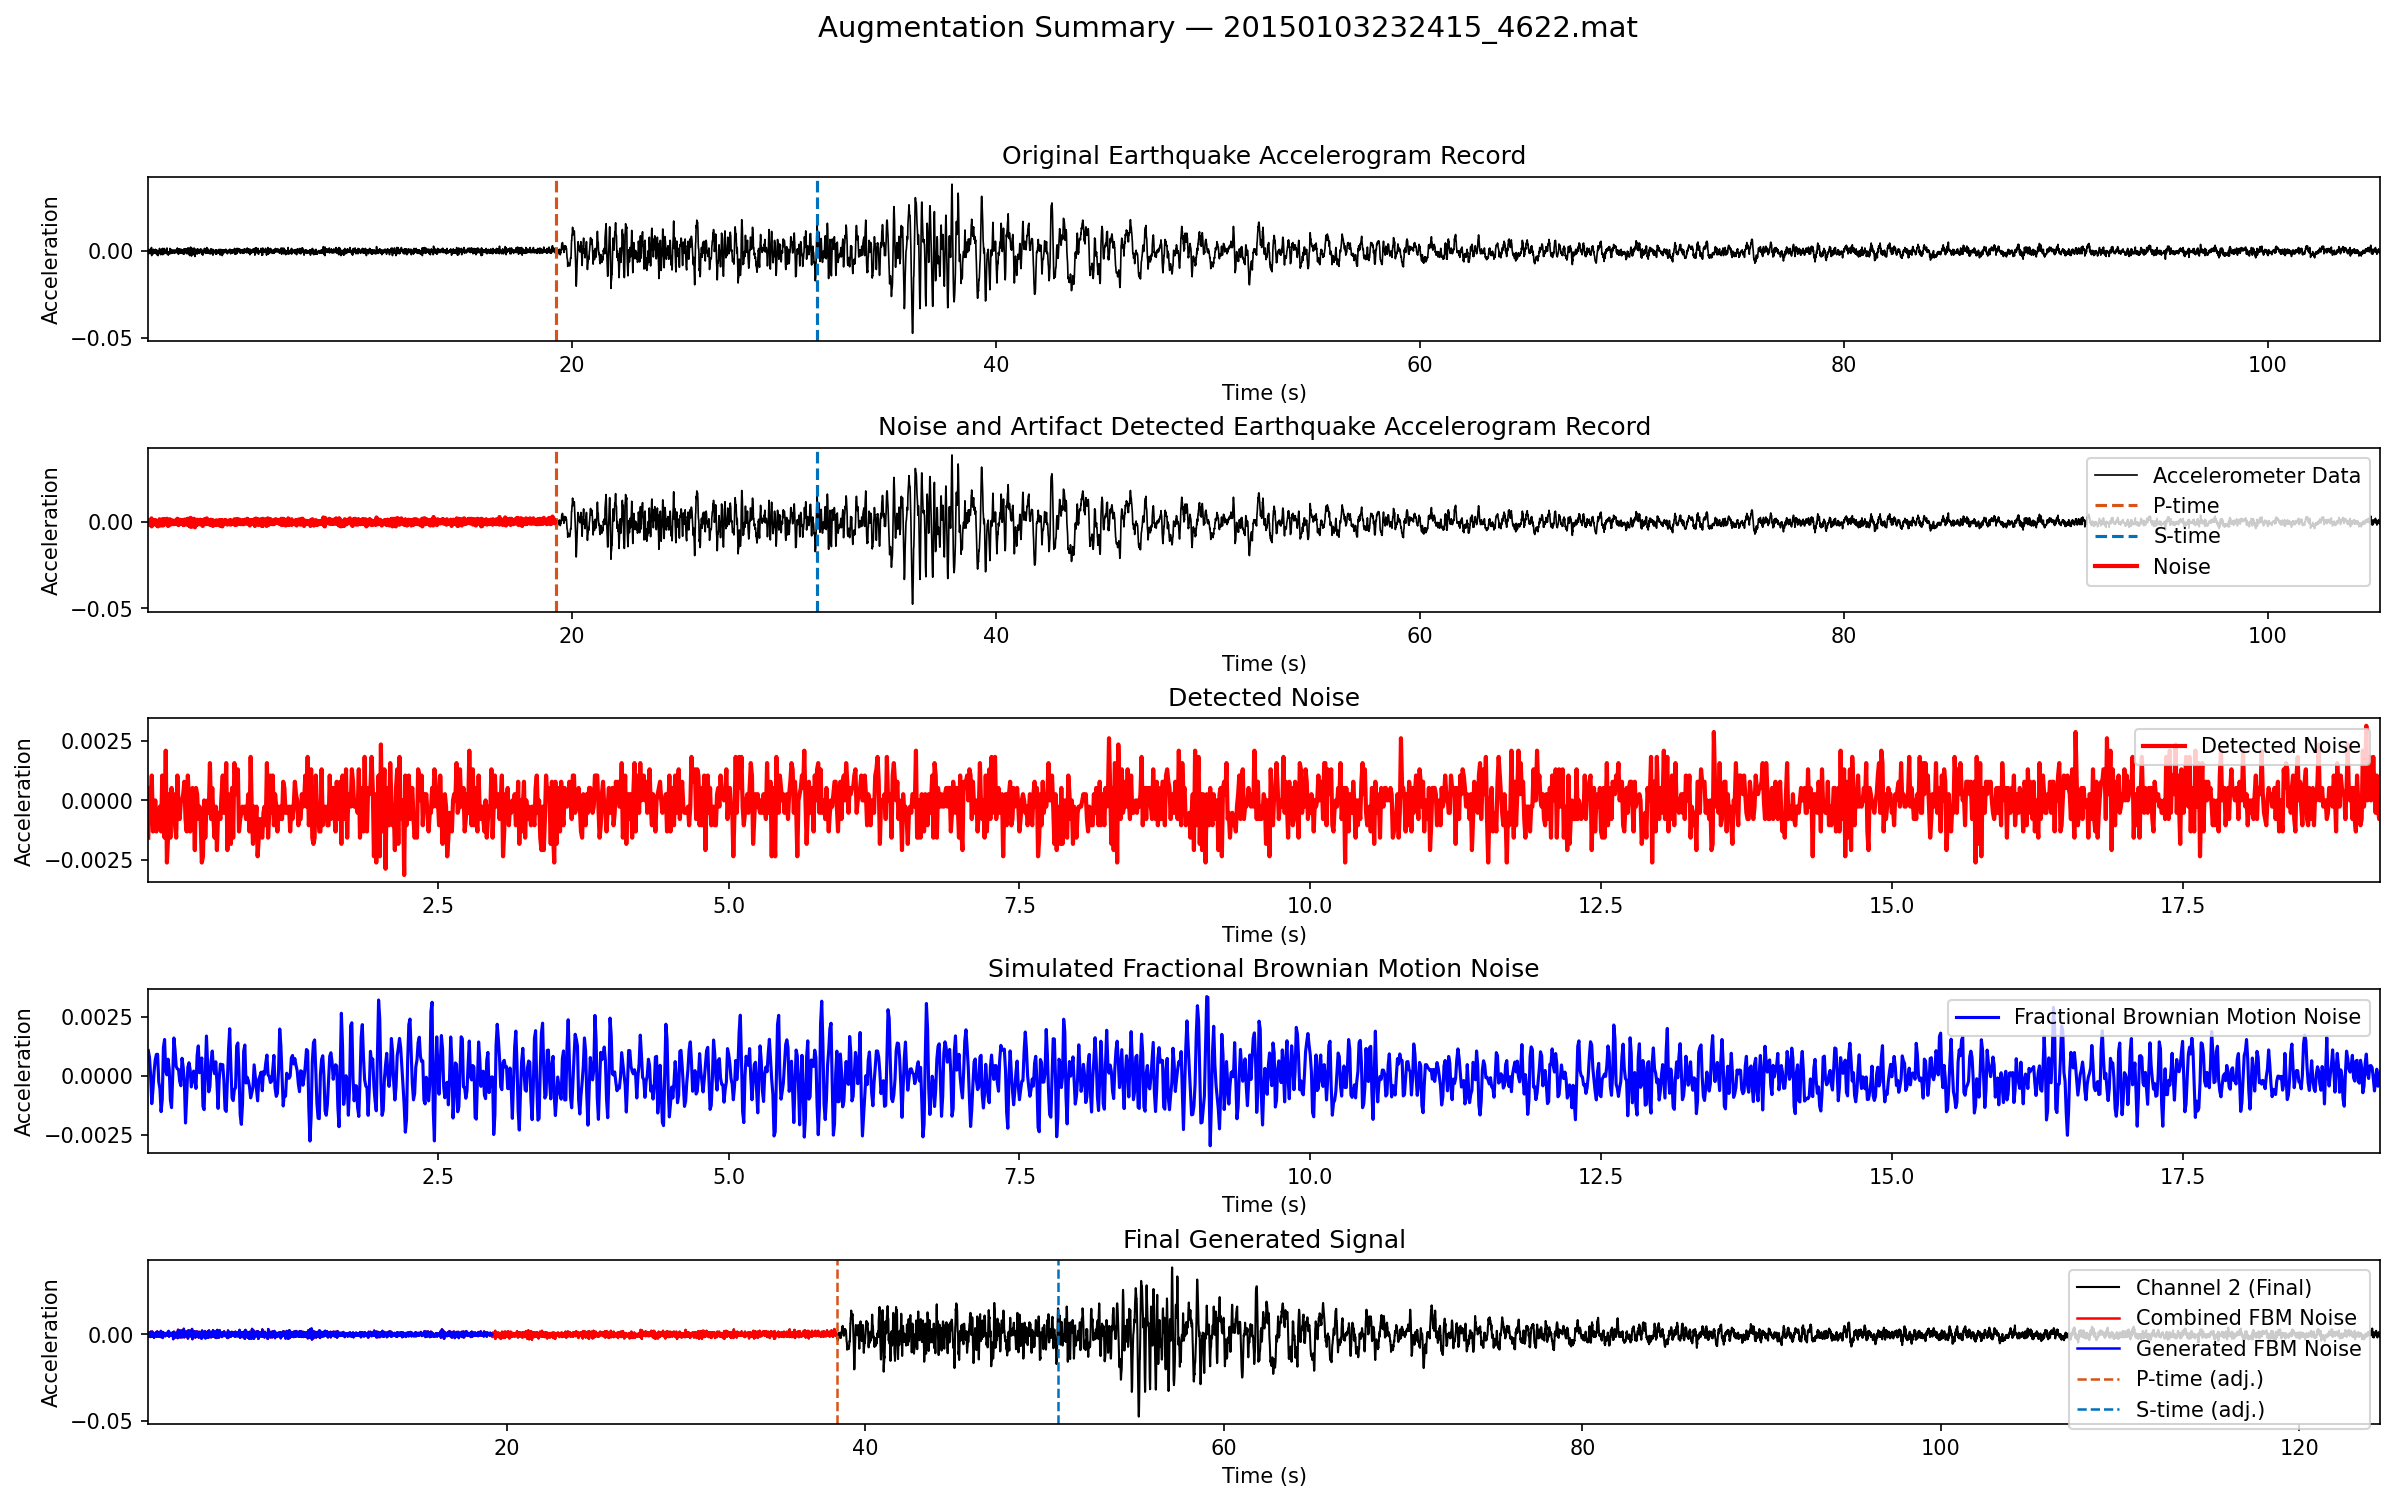 Augmentation Summary — 20150103232415_4622.mat
Original Earthquake Accelerogram Record
Acceleration
0.00
−0.05
20 40 60 80 100
Time (s)
Noise and Artifact Detected Earthquake Accelerogram Record
Acceleration
0.00
−0.05
Accelerometer Data
P-time
S-time
Noise
20 40 60 80 100
Time (s)
Detected Noise
Acceleration
0.0025
0.0000
−0.0025
Detected Noise
2.5 5.0 7.5 10.0 12.5 15.0 17.5
Time (s)
Simulated Fractional Brownian Motion Noise
Acceleration
0.0025
0.0000
−0.0025
Fractional Brownian Motion Noise
2.5 5.0 7.5 10.0 12.5 15.0 17.5
Time (s)
Final Generated Signal
Acceleration
0.00
−0.05
Channel 2 (Final)
Combined FBM Noise
Generated FBM Noise
P-time (adj.)
S-time (adj.)
20 40 60 80 100 120
Time (s)